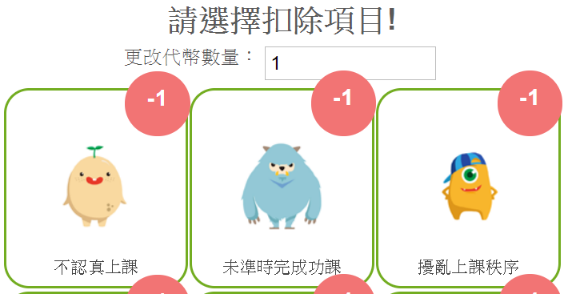 請選擇扣除項目!
更改代幣數量： 1
-1 -1 -1
不認真上課 未準時完成功課 擾亂上課秩序